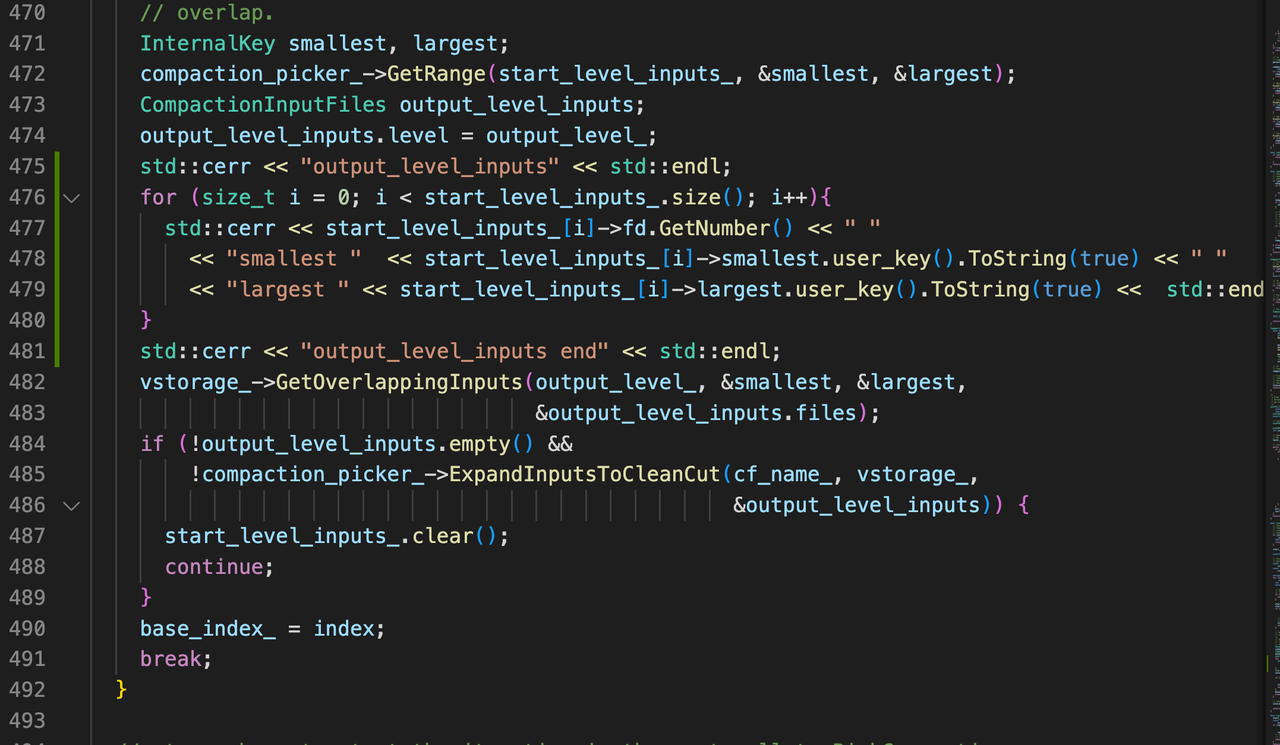 470 // overlap.
471 InternalKey smallest, largest;
472 compaction_picker_->GetRange(start_level_inputs_, &smallest, &largest);
473 CompactionInputFiles output_level_inputs;
474 output_level_inputs.level = output_level_;
475 std::cerr << "output_level_inputs" << std::endl;
476 for (size_t i = 0; i < start_level_inputs_.size(); i++){
477 std::cerr << start_level_inputs_[i]->fd.GetNumber() << " "
478 << "smallest "  << start_level_inputs_[i]->smallest.user_key().ToString(true) << " "
479 << "largest " << start_level_inputs_[i]->largest.user_key().ToString(true) <<  std::end
480 }
481 std::cerr << "output_level_inputs end" << std::endl;
482 vstorage_->GetOverlappingInputs(output_level_, &smallest, &largest,
483 &output_level_inputs.files);
484 if (!output_level_inputs.empty() &&
485 !compaction_picker_->ExpandInputsToCleanCut(cf_name_, vstorage_,
486 &output_level_inputs)) {
487 start_level_inputs_.clear();
488 continue;
489 }
490 base_index_ = index;
491 break;
492 }
493